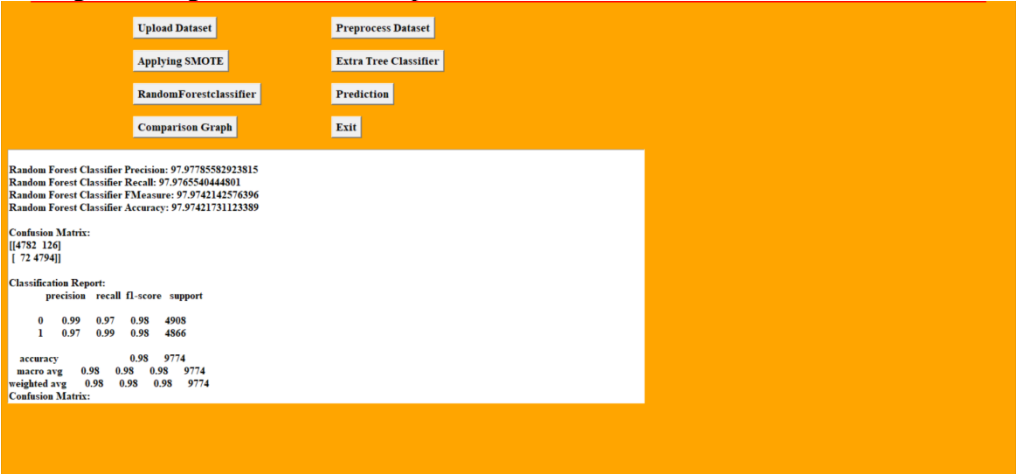 Upload Dataset Preprocess Dataset
Applying SMOTE Extra Tree Classifier
RandomForestclassifier Prediction
Comparison Graph Exit
Random Forest Classifier Precision: 97.97785582923815
Random Forest Classifier Recall: 97.9765540444801
Random Forest Classifier FMeasure: 97.9742142576396
Random Forest Classifier Accuracy: 97.97421731123389
Confusion Matrix:
[[4782 126]
[ 72 4794]]
Classification Report:
precision recall f1-score support
0 0.99 0.97 0.98 4908
1 0.97 0.99 0.98 4866
accuracy 0.98 9774
macro avg 0.98 0.98 0.98 9774
weighted avg 0.98 0.98 0.98 9774
Confusion Matrix: